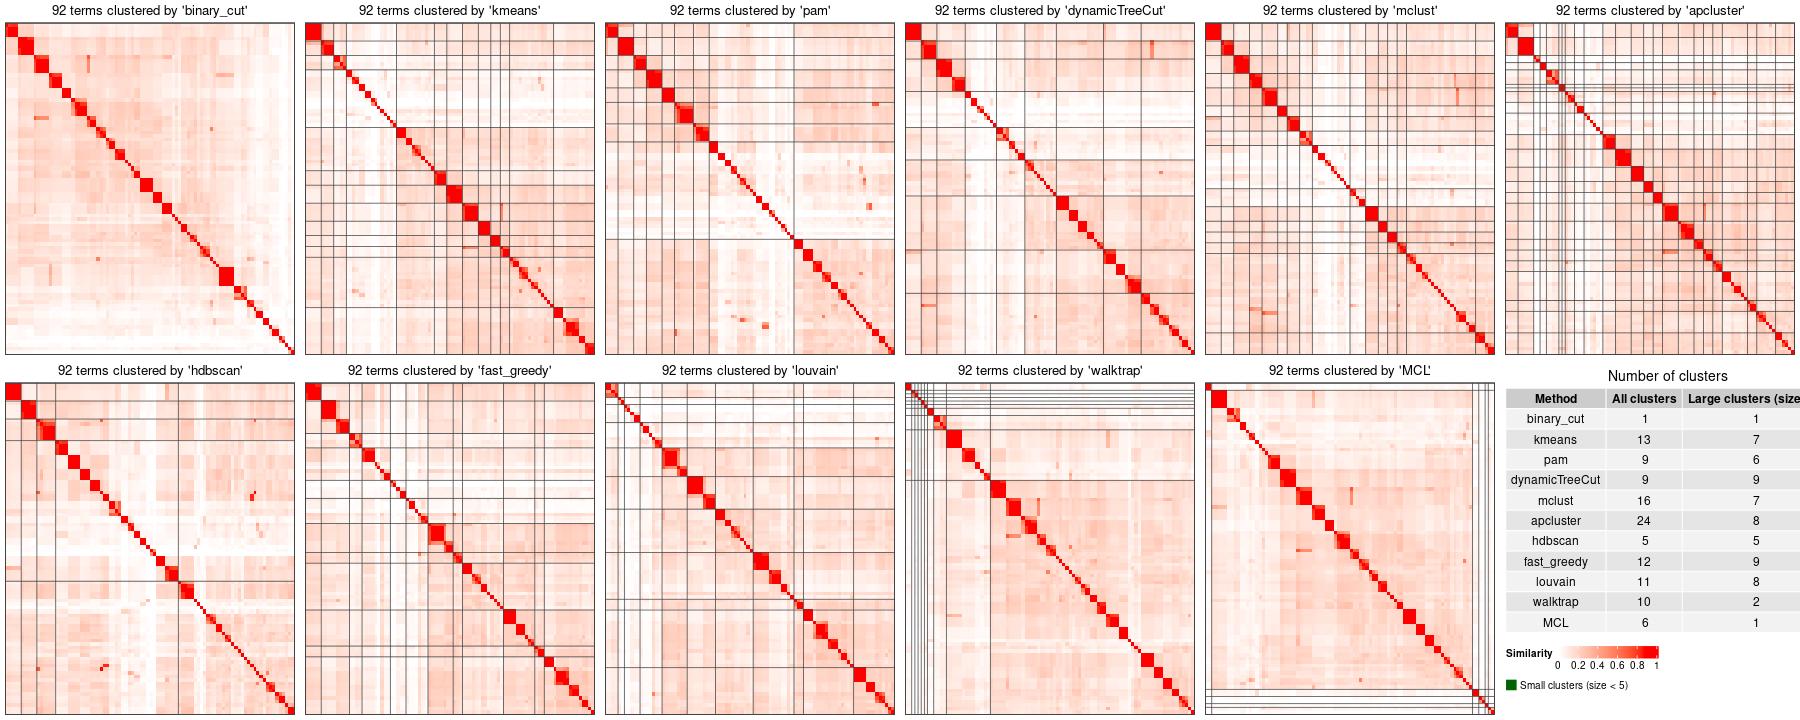 92 terms clustered by 'binary_cut'
92 terms clustered by 'kmeans'
92 terms clustered by 'pam'
92 terms clustered by 'dynamicTreeCut'
92 terms clustered by 'mclust'
92 terms clustered by 'apcluster'
92 terms clustered by 'hdbscan'
92 terms clustered by 'fast_greedy'
92 terms clustered by 'louvain'
92 terms clustered by 'walktrap'
92 terms clustered by 'MCL'
Number of clusters
Method All clusters Large clusters (size
binary_cut 1 1
kmeans 13 7
pam 9 6
dynamicTreeCut 9 9
mclust 16 7
apcluster 24 8
hdbscan 5 5
fast_greedy 12 9
louvain 11 8
walktrap 10 2
MCL 6 1
Similarity
0 0.2 0.4 0.6 0.8 1
Small clusters (size < 5)